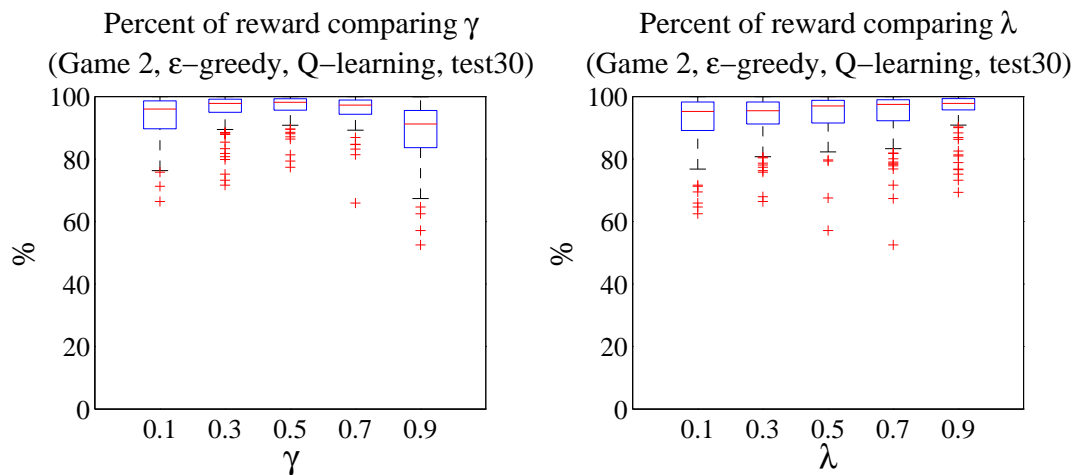 Percent of reward comparing γ
(Game 2, ε−greedy, Q−learning, test30)
100
80
60
40
20
0
%
0.1 0.3 0.5 0.7 0.9
γ
Percent of reward comparing λ
(Game 2, ε−greedy, Q−learning, test30)
100
80
60
40
20
0
%
0.1 0.3 0.5 0.7 0.9
λ